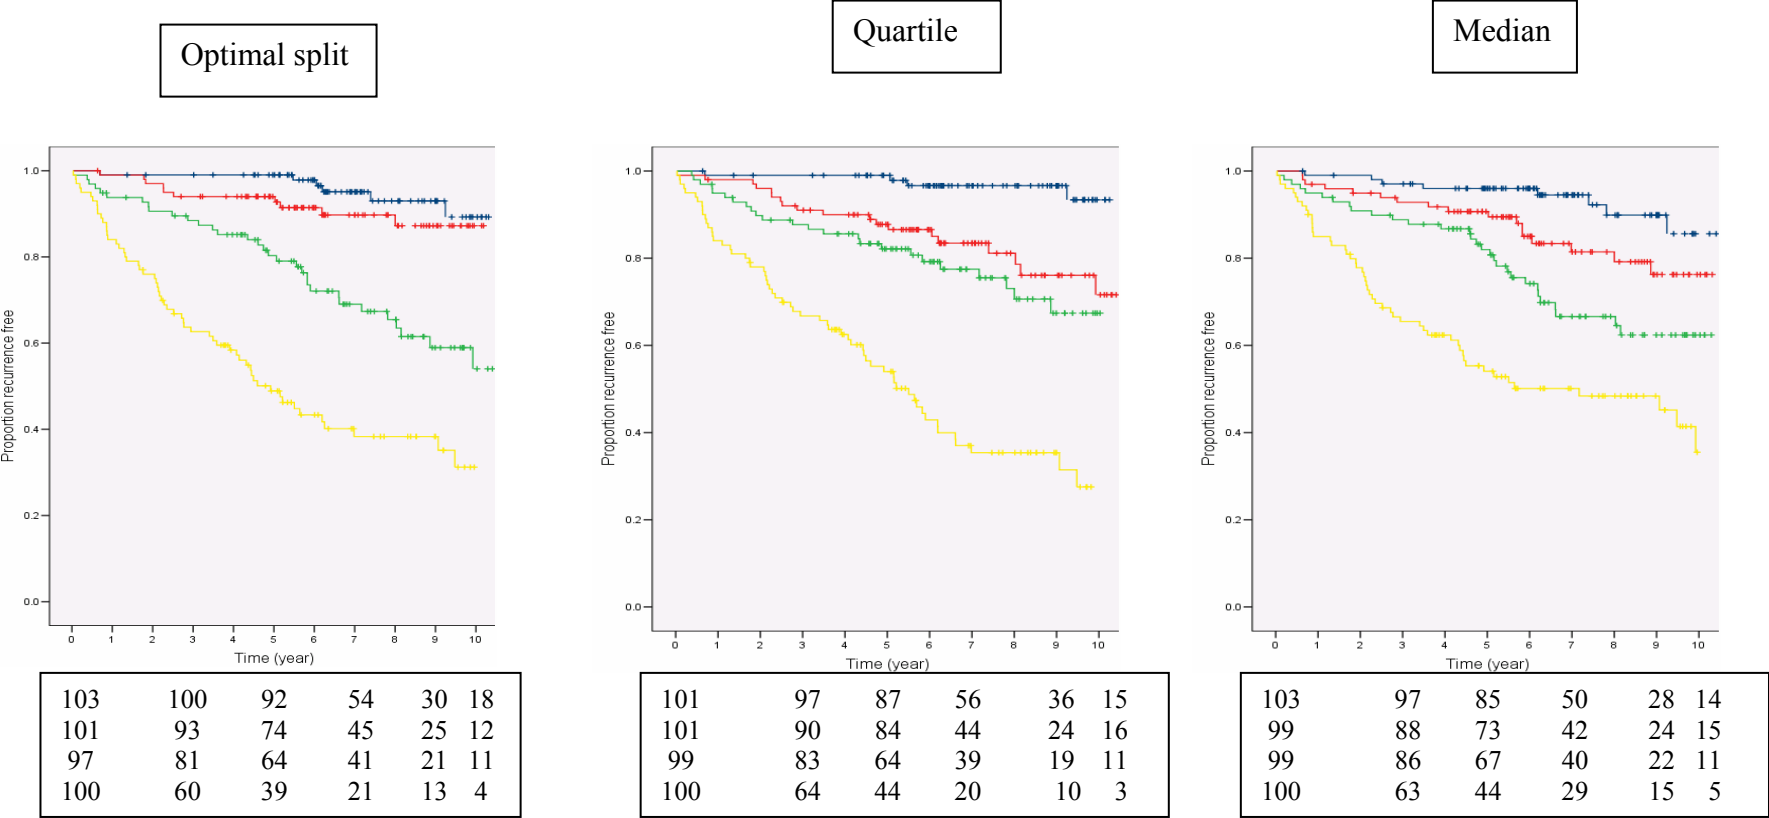 Optimal split
Quartile
Median
Proportion recurrence free
1.0
0.8
0.6
0.4
0.2
0.0
0 1 2 3 4 5 6 7 8 9 10
Time (year)
103 100 92 54 30 18
101 93 74 45 25 12
97 81 64 41 21 11
100 60 39 21 13 4
Proportion recurrence free
1.0
0.8
0.6
0.4
0.2
0.0
0 1 2 3 4 5 6 7 8 9 10
Time (year)
101 97 87 56 36 15
101 90 84 44 24 16
99 83 64 39 19 11
100 64 44 20 10 3
Proportion recurrence free
1.0
0.8
0.6
0.4
0.2
0.0
0 1 2 3 4 5 6 7 8 9 10
Time (year)
103 97 85 50 28 14
99 88 73 42 24 15
99 86 67 40 22 11
100 63 44 29 15 5